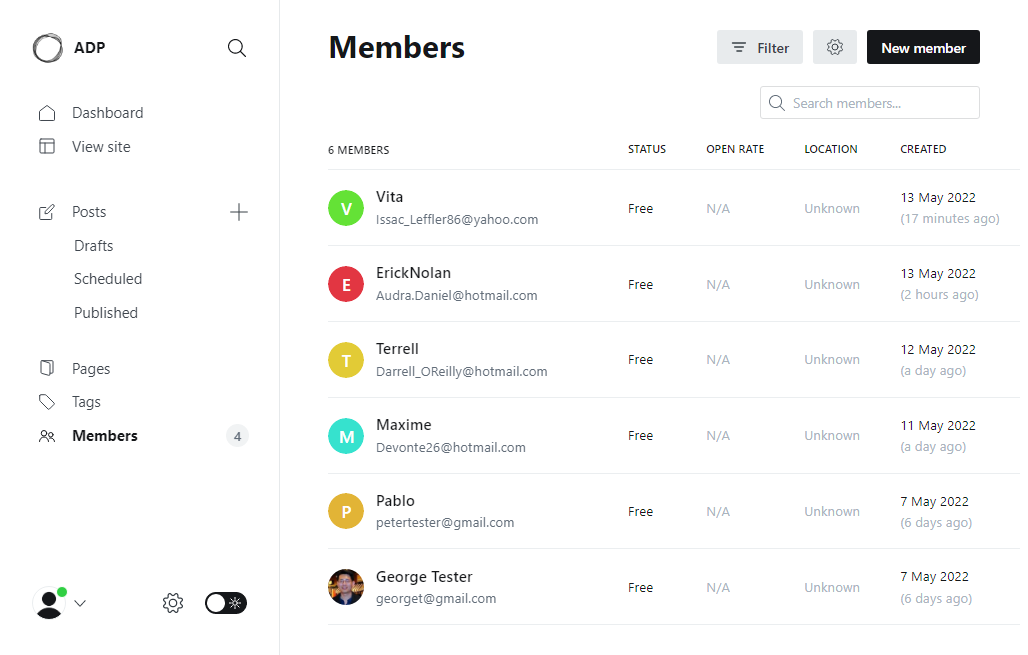 ADP
Dashboard
View site
Posts
Drafts
Scheduled
Published
Pages
Tags
Members
4
Members
Filter
New member
Search members...
6 MEMBERS STATUS OPEN RATE LOCATION CREATED
V
Vita
Issac_Leffler86@yahoo.com
Free N/A Unknown
13 May 2022
(17 minutes ago)
E
ErickNolan
Audra.Daniel@hotmail.com
Free N/A Unknown
13 May 2022
(2 hours ago)
T
Terrell
Darrell_OReilly@hotmail.com
Free N/A Unknown
12 May 2022
(a day ago)
M
Maxime
Devonte26@hotmail.com
Free N/A Unknown
11 May 2022
(a day ago)
P
Pablo
petertester@gmail.com
Free N/A Unknown
7 May 2022
(6 days ago)
George Tester
georget@gmail.com
Free N/A Unknown
7 May 2022
(6 days ago)